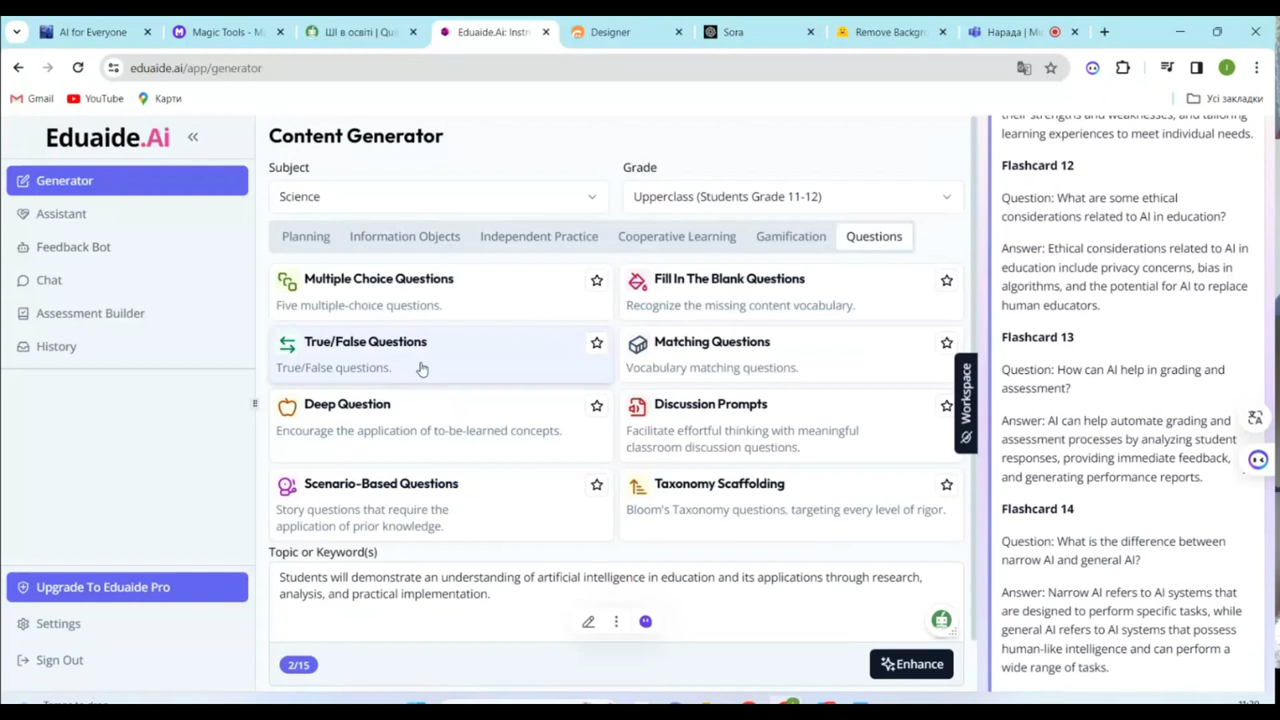 AI for Everyone
Magic Tools - M
ШІ в освіті | Qui
Eduaide.Ai: Instr
Designer
Sora
Remove Backgro
Нарада | Mi
eduaide.ai/app/generator
Gmail
YouTube
Карти
Усі закладки
Eduaide.Ai
Generator
Assistant
Feedback Bot
Chat
Assessment Builder
History
Upgrade To Eduaide Pro
Settings
Sign Out
Content Generator
Subject
Grade
Science
Upperclass (Students Grade 11-12)
Planning
Information Objects
Independent Practice
Cooperative Learning
Gamification
Questions
Multiple Choice Questions
Five multiple-choice questions.
Fill In The Blank Questions
Recognize the missing content vocabulary.
True/False Questions
True/False questions.
Matching Questions
Vocabulary matching questions.
Deep Question
Encourage the application of to-be-learned concepts.
Discussion Prompts
Facilitate effortful thinking with meaningful
classroom discussion questions.
Scenario-Based Questions
Story questions that require the
application of prior knowledge.
Taxonomy Scaffolding
Bloom's Taxonomy questions, targeting every level of rigor.
Topic or Keyword(s)
Students will demonstrate an understanding of artificial intelligence in education and its applications through research,
analysis, and practical implementation.
2/15
Enhance
Workspace
their strengths and weaknesses, and tailoring
learning experiences to meet individual needs.
Flashcard 12
Question: What are some ethical
considerations related to AI in education?
Answer: Ethical considerations related to AI in
education include privacy concerns, bias in
algorithms, and the potential for AI to replace
human educators.
Flashcard 13
Question: How can AI help in grading and
assessment?
Answer: AI can help automate grading and
assessment processes by analyzing student
responses, providing immediate feedback,
and generating performance reports.
Flashcard 14
Question: What is the difference between
narrow AI and general AI?
Answer: Narrow AI refers to AI systems that
are designed to perform specific tasks, while
general AI refers to AI systems that possess
human-like intelligence and can perform a
wide range of tasks.